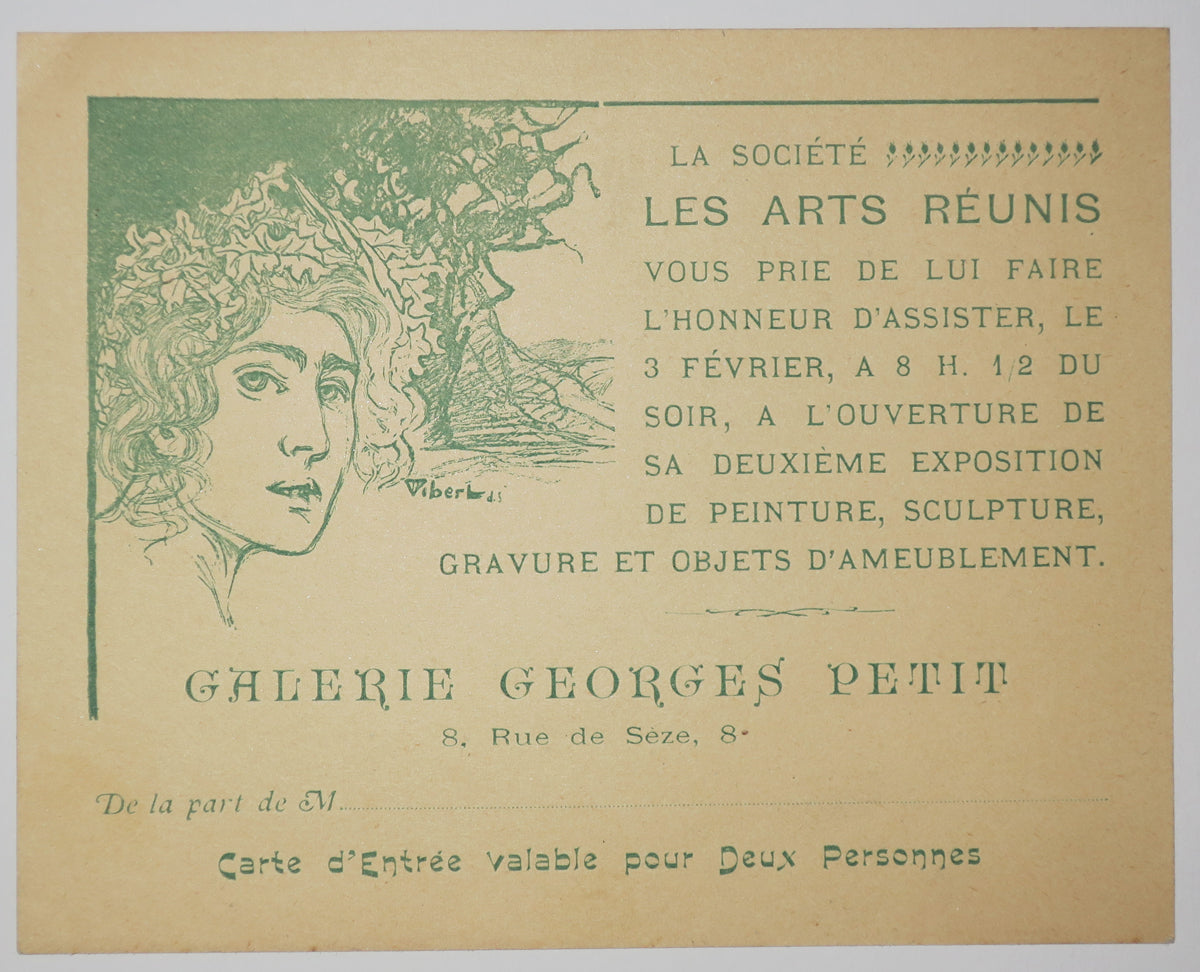 LA SOCIÉTÉ
LES ARTS RÉUNIS
VOUS PRIE DE LUI FAIRE
L'HONNEUR D'ASSISTER, LE
3 FÉVRIER, A 8 H. 1/2 DU
SOIR, A L'OUVERTURE DE
SA DEUXIÈME EXPOSITION
DE PEINTURE, SCULPTURE,
GRAVURE ET OBJETS D'AMEUBLEMENT.
Vibert d.s
GALERIE GEORGES PETIT
8, Rue de Sèze, 8
De la part de M
Carte d'Entrée valable pour Deux Personnes